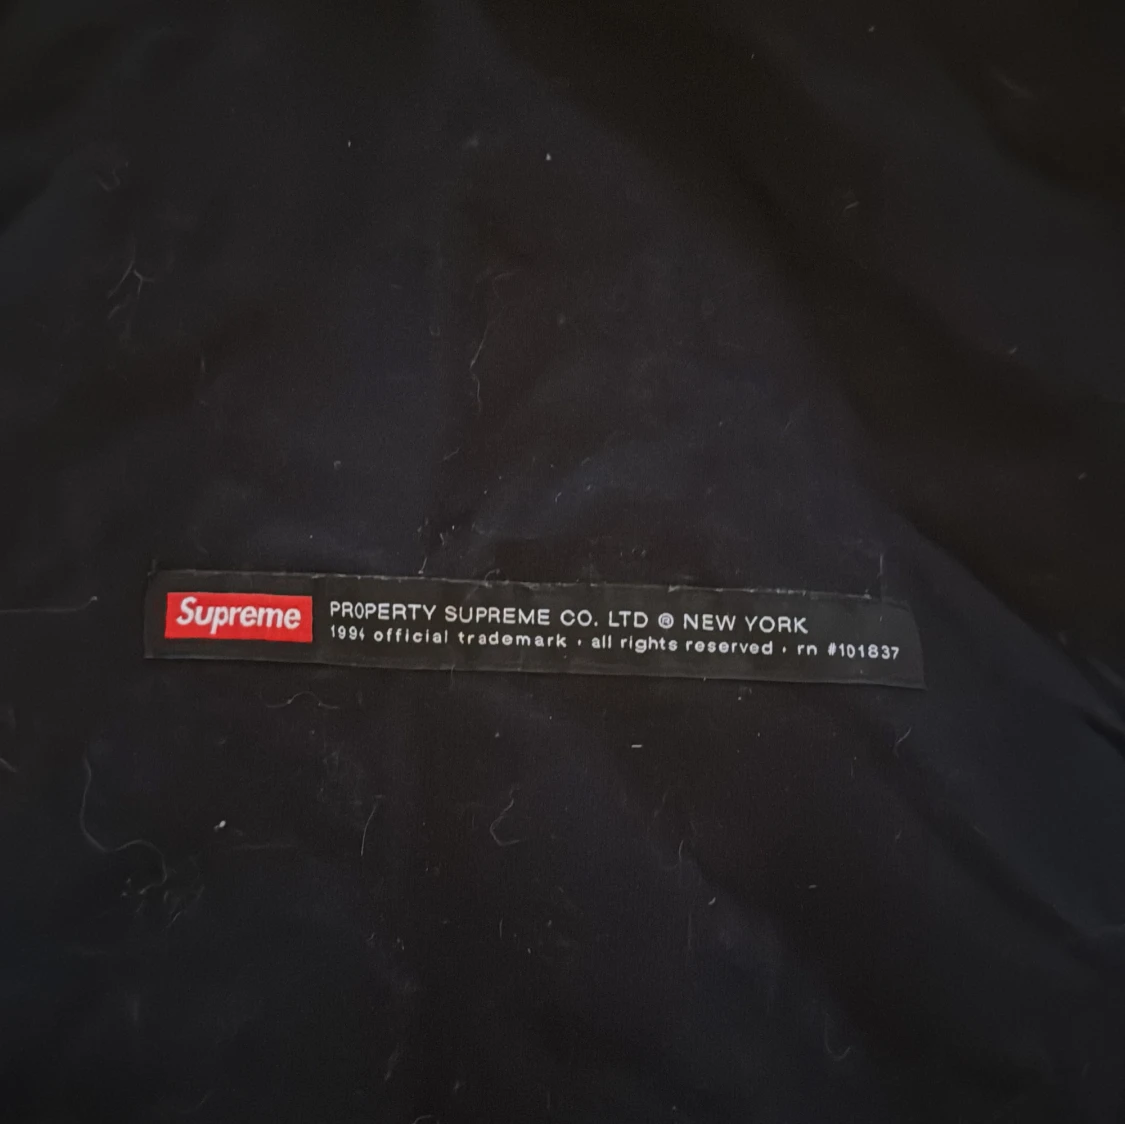 Supreme
PROPERTY SUPREME CO. LTD ® NEW YORK
1994 official trademark · all rights reserved · rn #101837